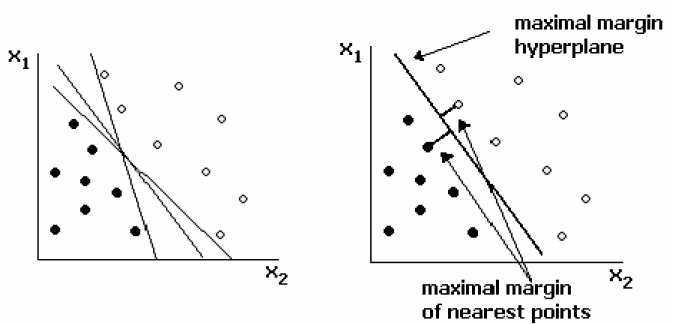 X1
X2
maximal margin
hyperplane
X1
X2
maximal margin
of nearest points